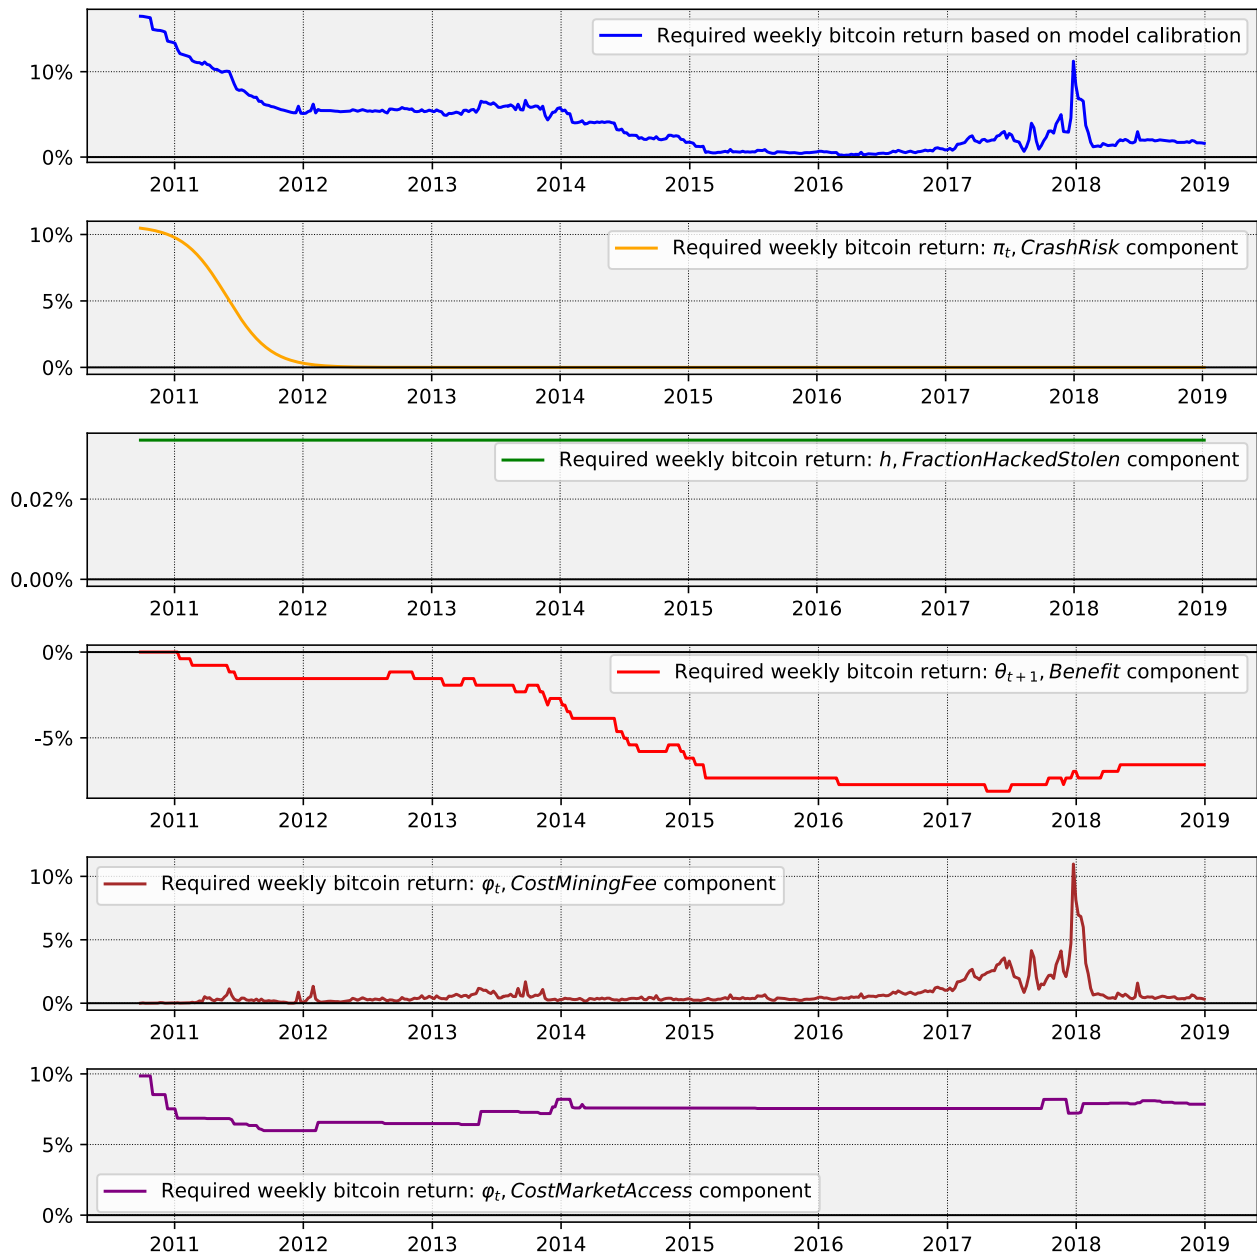 Required weekly bitcoin return based on model calibration
10%
0%
2011 2012 2013 2014 2015 2016 2017 2018 2019
Required weekly bitcoin return: πt, CrashRisk component
10%
5%
0%
2011 2012 2013 2014 2015 2016 2017 2018 2019
Required weekly bitcoin return: h, FractionHackedStolen component
0.02%
0.00%
2011 2012 2013 2014 2015 2016 2017 2018 2019
0%
Required weekly bitcoin return: θt+1, Benefit component
-5%
2011 2012 2013 2014 2015 2016 2017 2018 2019
10%
Required weekly bitcoin return: φt, CostMiningFee component
5%
0%
2011 2012 2013 2014 2015 2016 2017 2018 2019
10%
5%
Required weekly bitcoin return: φt, CostMarketAccess component
0%
2011 2012 2013 2014 2015 2016 2017 2018 2019